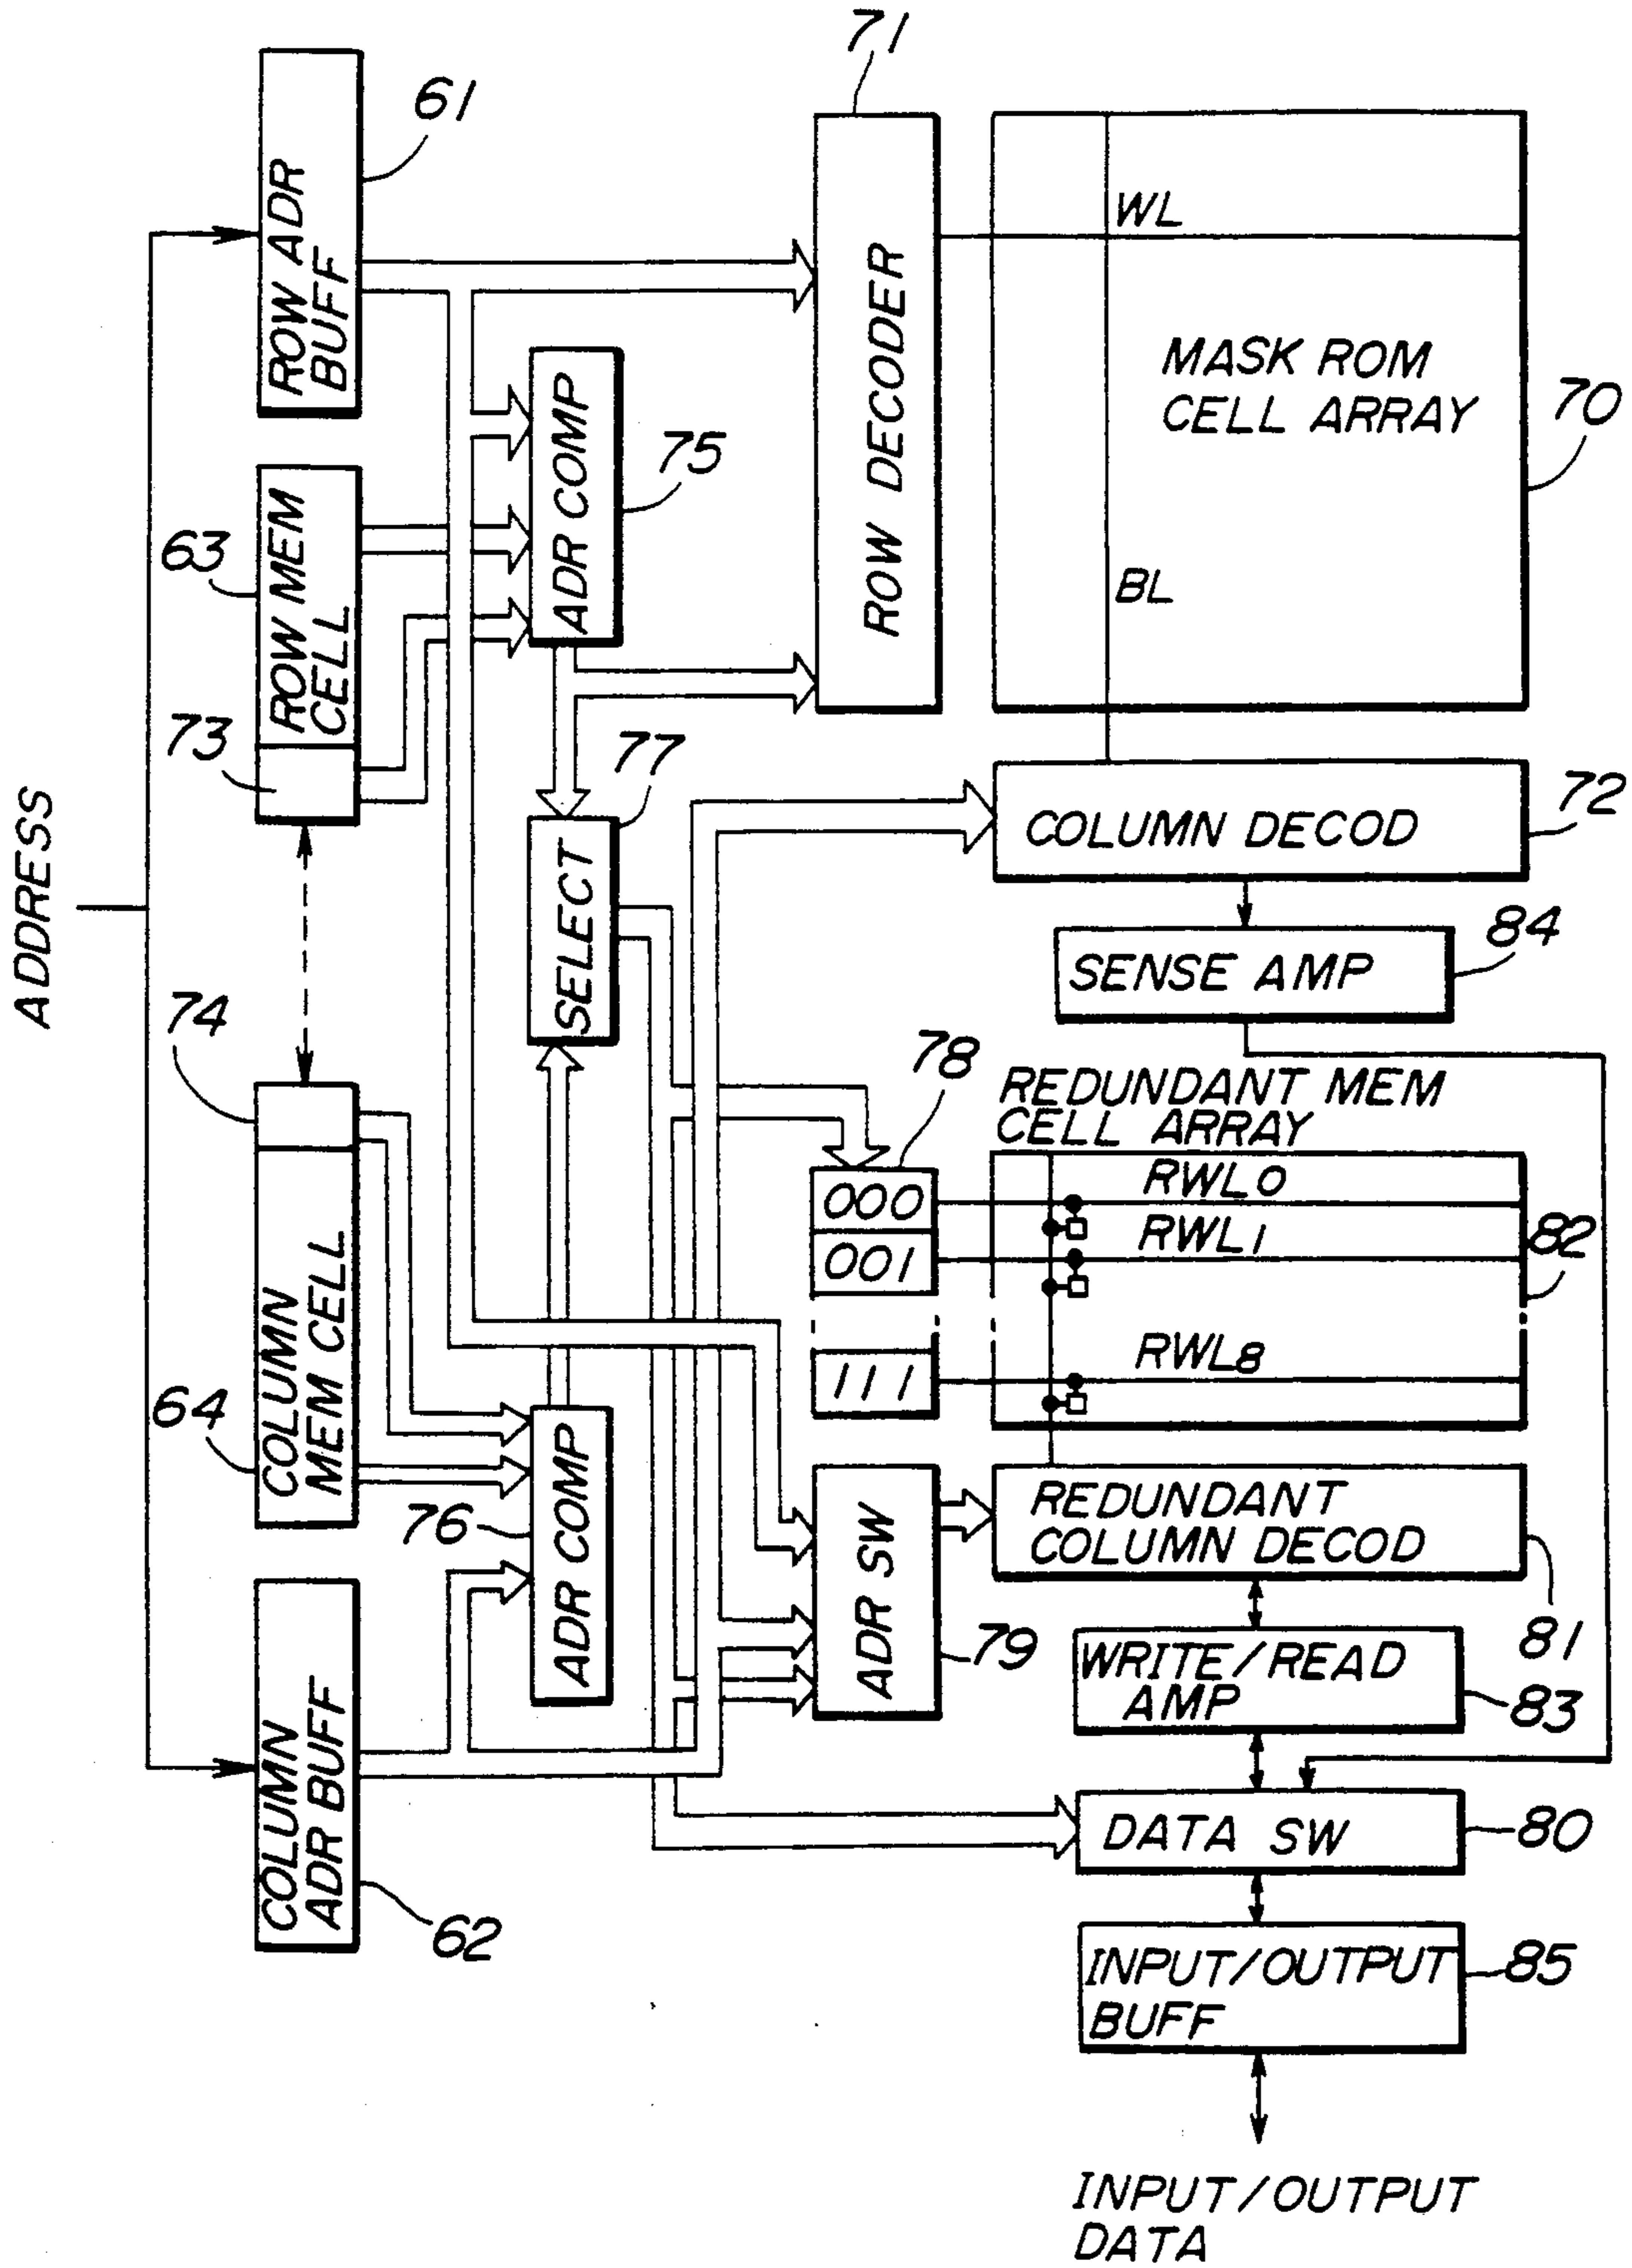 71
61
ROW ADR
BUFF
ROW DECODER
WL
MASK ROM
CELL ARRAY
70
ADR COMP
75
63
ROW MEM
CELL
BL
73
77
72
COLUMN DECOD
ADDRESS
SELECT
84
SENSE AMP
74
78
REDUNDANT MEM
CELL ARRAY
000
RWL0
001
RWL1
82
111
RWL8
64
COLUMN
MEM CELL
76
ADR COMP
ADR SW
79
REDUNDANT
COLUMN DECOD
81
WRITE/READ
AMP
83
COLUMN
ADR BUFF
62
DATA SW
80
INPUT/OUTPUT
BUFF
85
INPUT/OUTPUT
DATA